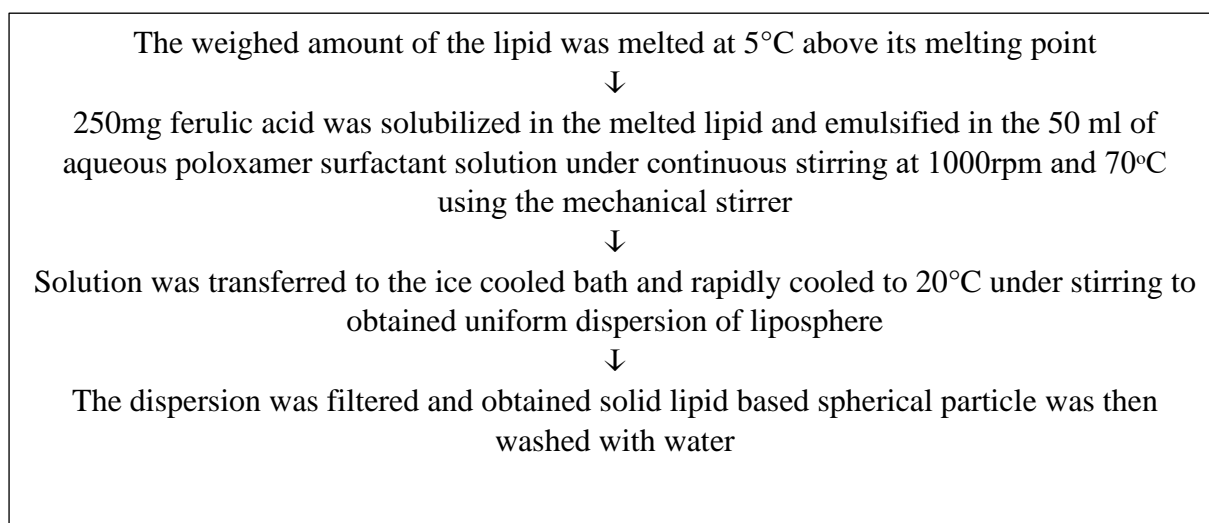 The weighed amount of the lipid was melted at 5°C above its melting point
↓
250mg ferulic acid was solubilized in the melted lipid and emulsified in the 50 ml of
aqueous poloxamer surfactant solution under continuous stirring at 1000rpm and 70°C
using the mechanical stirrer
↓
Solution was transferred to the ice cooled bath and rapidly cooled to 20°C under stirring to
obtained uniform dispersion of liposphere
↓
The dispersion was filtered and obtained solid lipid based spherical particle was then
washed with water